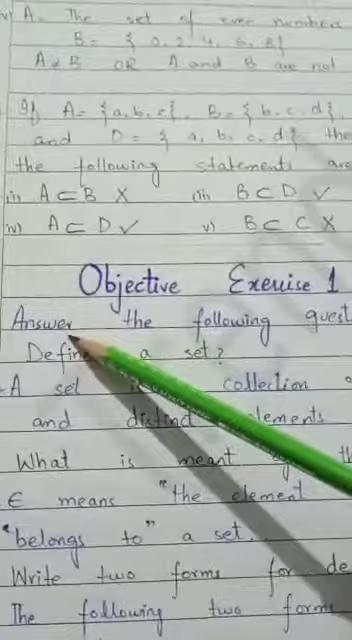 A = The set of even number
B = { 0, 2, 4, 6, 8}
A ≠ B OR A and B are not
If A = {a, b, c}, B = { b, c, d},
and D = { a, b, c, d} the
the following statements are
A ⊂ B X (iii) B ⊂ D ✓
iv) A ⊂ D ✓ v) B ⊂ C X
Objective Exercise 1
Answer the following quest
Define a set?
A set collection
and distinct elements
What is meant th
∈ means "the element
"belongs to" a set.
Write two forms for de
The following two forms